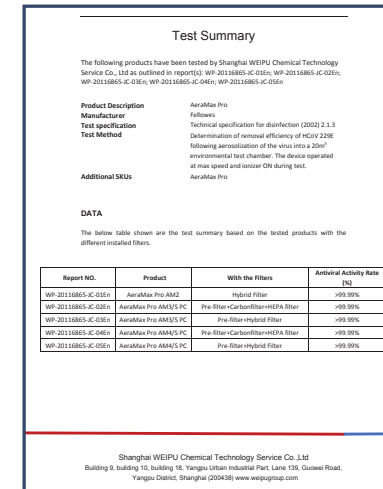 Test Summary
The following products have been tested by Shanghai WEIPU Chemical Technology
Service Co., Ltd as outlined in report(s): WP-20116865-JC-01En; WP-20116865-JC-02En;
WP-20116865-JC-03En; WP-20116865-JC-04En; WP-20116865-JC-05En
Product Description AeraMax Pro
Manufacturer Fellowes
Test specification Technical specification for disinfection (2002) 2.1.3
Test Method Determination of removal efficiency of HCoV 229E
following aerosolization of the virus into a 20m³
environmental test chamber. The device operated
at max speed and ionizer ON during test.
Additional SKUs AeraMax Pro
DATA
The below table shown are the test summary based on the tested products with the
different installed filters.
Report NO. Product With the Filters Antiviral Activity Rate
(%)
WP-20116865-JC-01En AeraMax Pro AM2 Hybrid Filter >99.99%
WP-20116865-JC-02En AeraMax Pro AM3/S PC Pre-filter+Carbonfilter+HEPA filter >99.99%
WP-20116865-JC-03En AeraMax Pro AM3/S PC Pre-filter+Hybrid Filter >99.99%
WP-20116865-JC-04En AeraMax Pro AM4/S PC Pre-filter+Carbonfilter+HEPA filter >99.99%
WP-20116865-JC-05En AeraMax Pro AM4/S PC Pre-filter+Hybrid Filter >99.99%
Shanghai WEIPU Chemical Technology Service Co.,Ltd
Building 9, building 10, building 18, Yangpu Urban Industrial Part, Lane 139, Guowei Road,
Yangpu District, Shanghai (200438) www.weipugroup.com